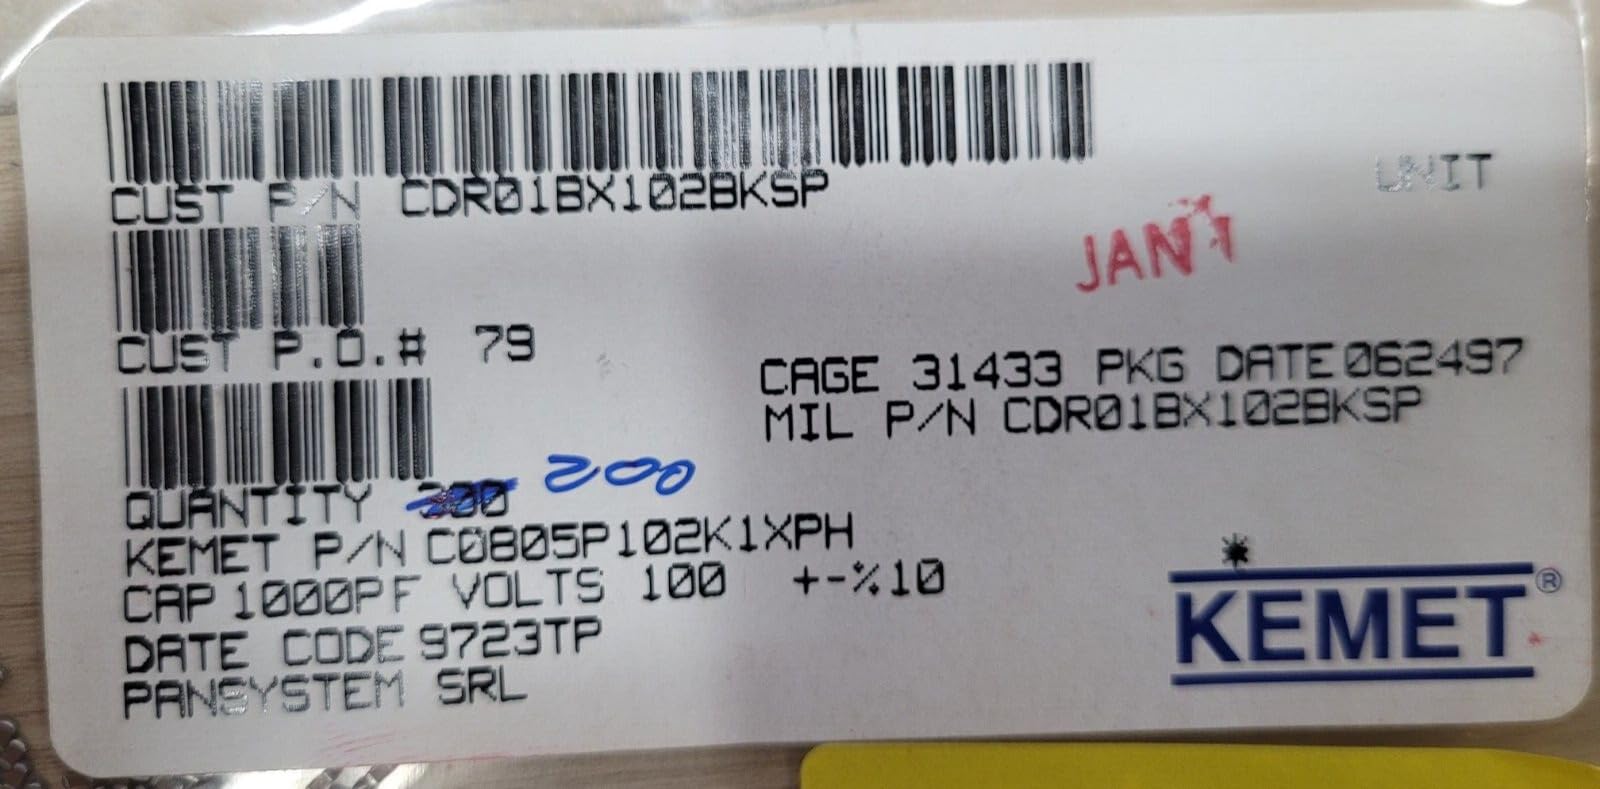 CUST P/N CDR01BX102BKSP
UNIT
JAN
CUST P.O.# 79
CAGE 31433 PKG DATE 062497
MIL P/N CDR01BX102BKSP
QUANTITY 300 200
KEMET P/N C0805P102K1XPH
CAP 1000PF VOLTS 100 +-%10
DATE CODE 9723TP
PANSYSTEM SRL
*
KEMET®